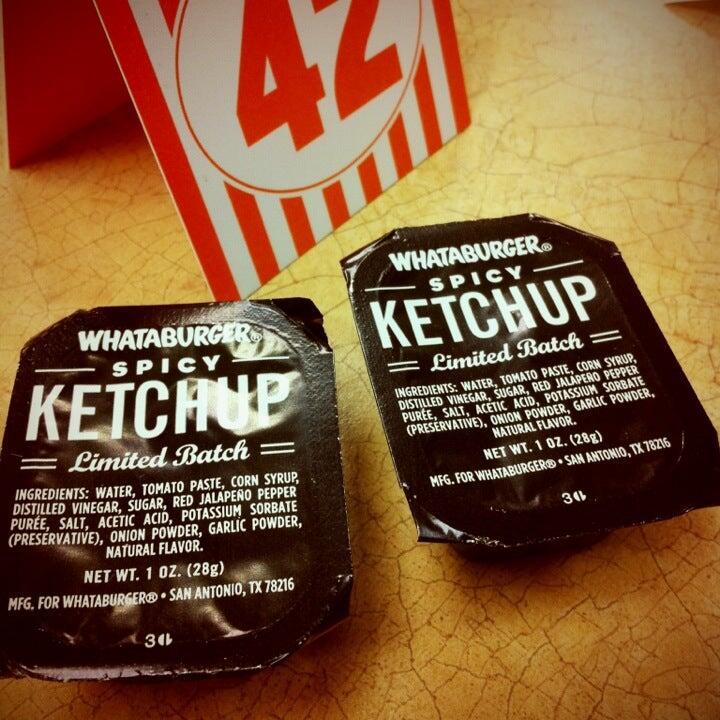 42
WHATABURGER®
SPICY
KETCHUP
Limited Batch
INGREDIENTS: WATER, TOMATO PASTE, CORN SYRUP,
DISTILLED VINEGAR, SUGAR, RED JALAPEÑO PEPPER
PURÉE, SALT, ACETIC ACID, POTASSIUM SORBATE
(PRESERVATIVE), ONION POWDER, GARLIC POWDER,
NATURAL FLAVOR.
NET WT. 1 OZ. (28g)
MFG. FOR WHATABURGER® • SAN ANTONIO, TX 78216
WHATABURGER®
SPICY
KETCHUP
Limited Batch
INGREDIENTS: WATER, TOMATO PASTE, CORN SYRUP,
DISTILLED VINEGAR, SUGAR, RED JALAPEÑO PEPPER
PURÉE, SALT, ACETIC ACID, POTASSIUM SORBATE
(PRESERVATIVE), ONION POWDER, GARLIC POWDER,
NATURAL FLAVOR.
NET WT. 1 OZ. (28g)
MFG. FOR WHATABURGER® • SAN ANTONIO, TX 78216